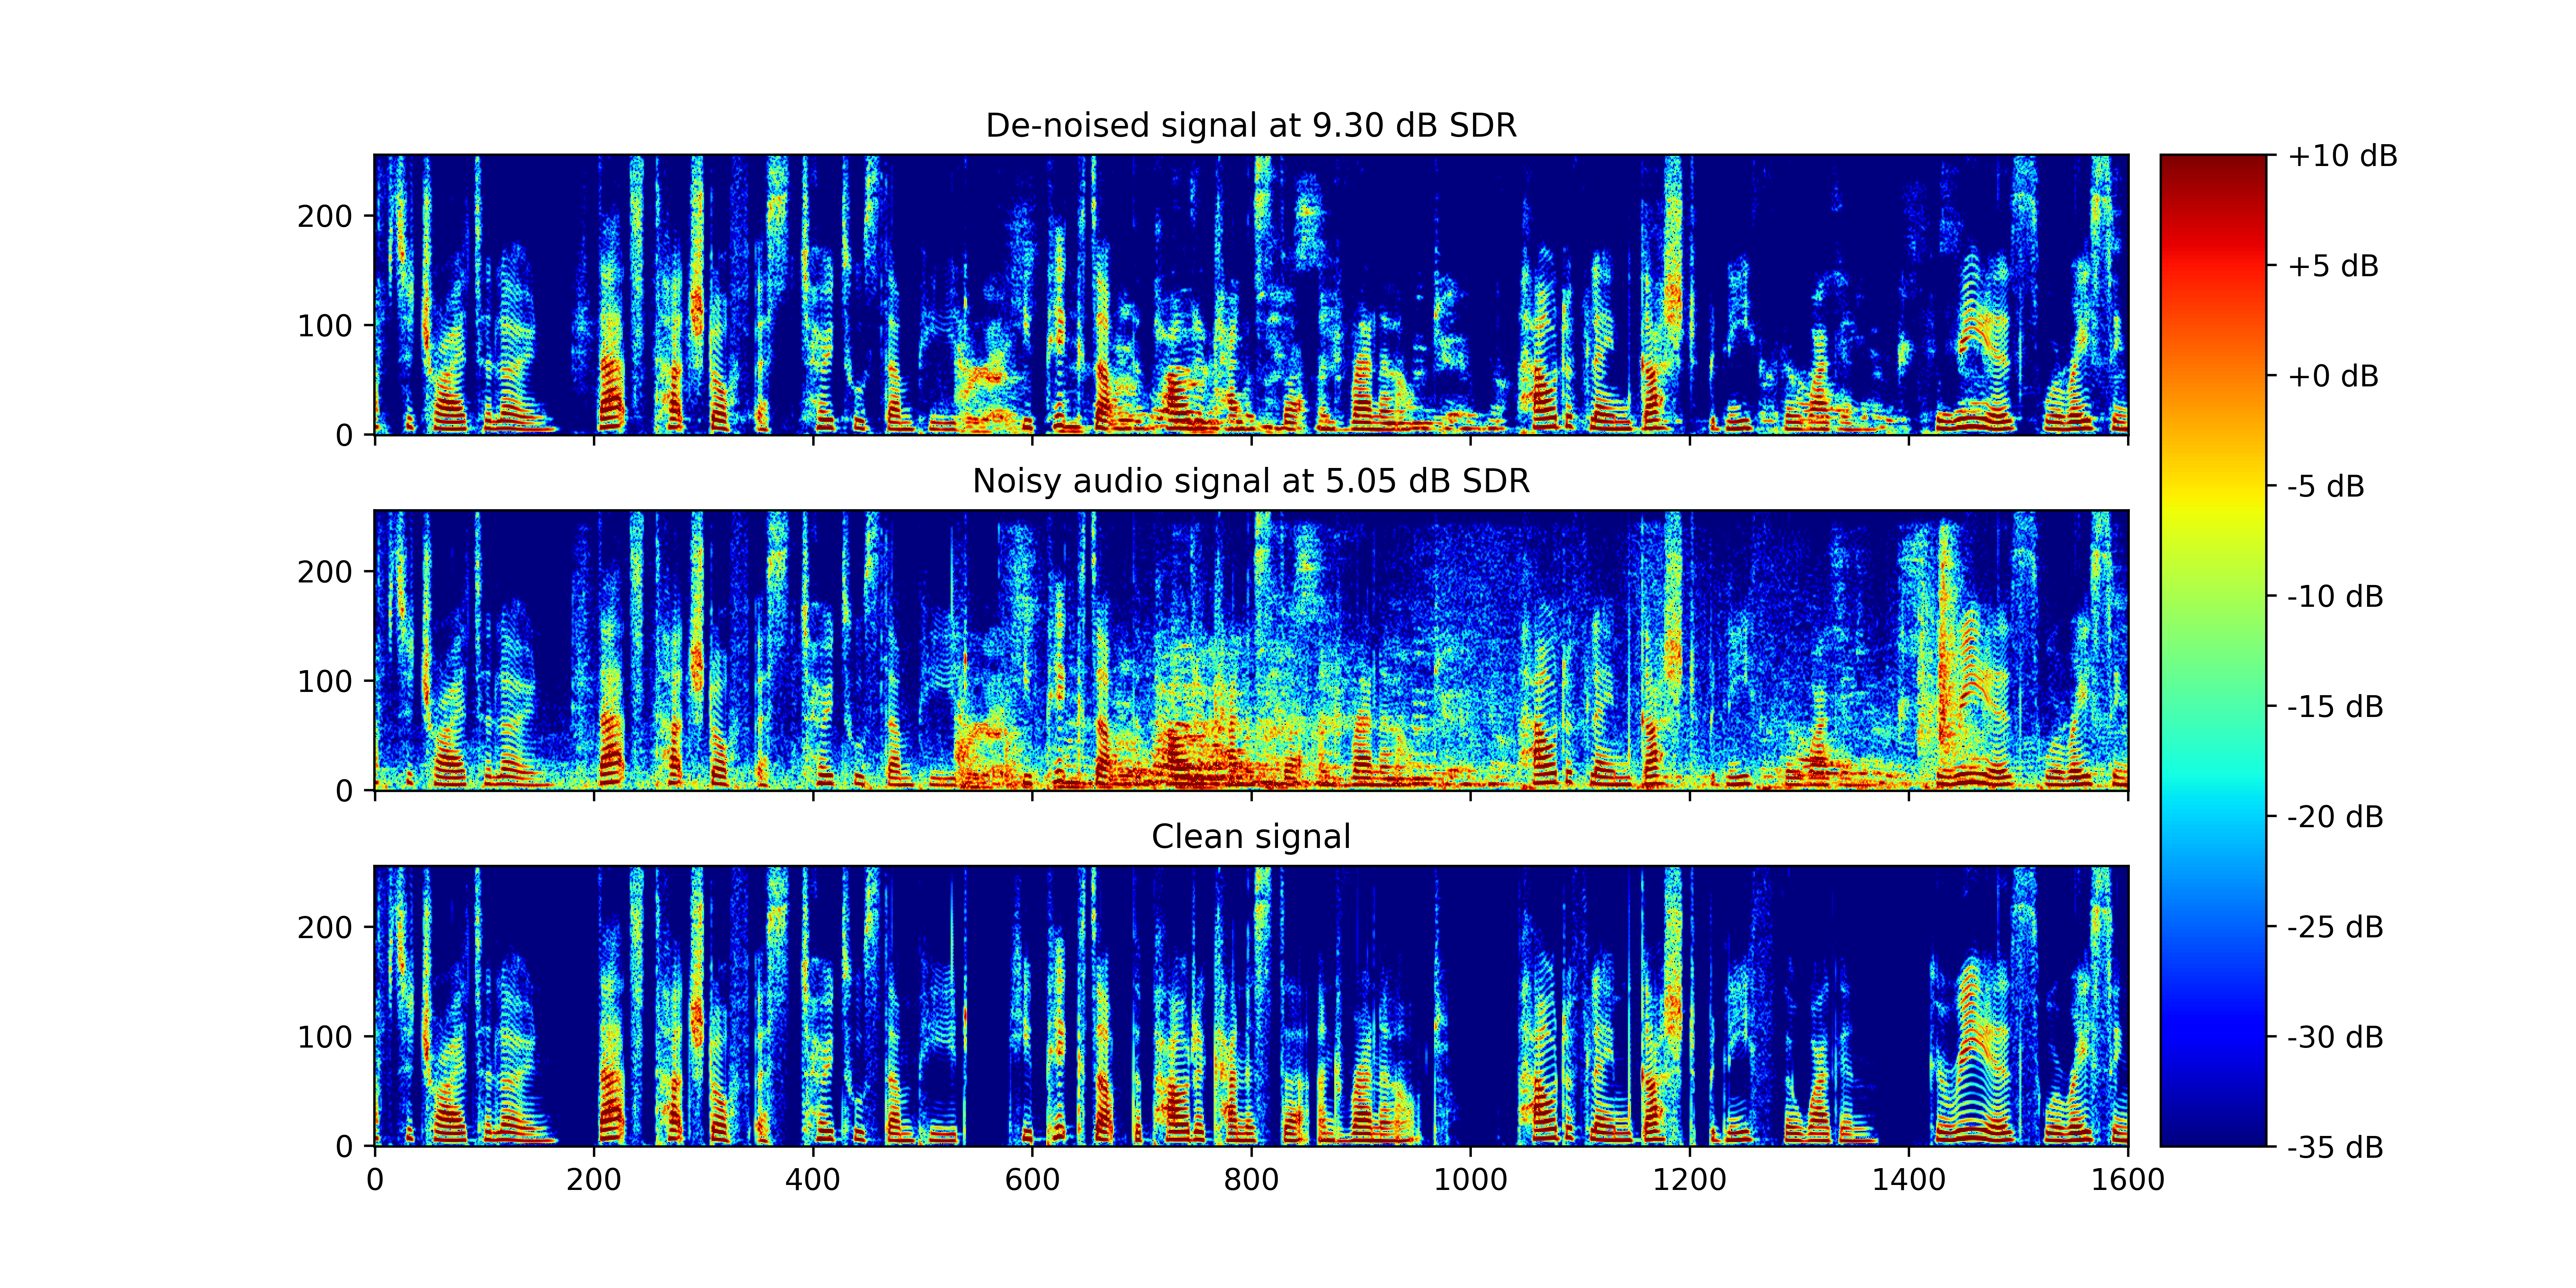 De-noised signal at 9.30 dB SDR
200
100
0
Noisy audio signal at 5.05 dB SDR
200
100
0
Clean signal
200
100
0
0 200 400 600 800 1000 1200 1400 1600
+10 dB
+5 dB
+0 dB
-5 dB
-10 dB
-15 dB
-20 dB
-25 dB
-30 dB
-35 dB